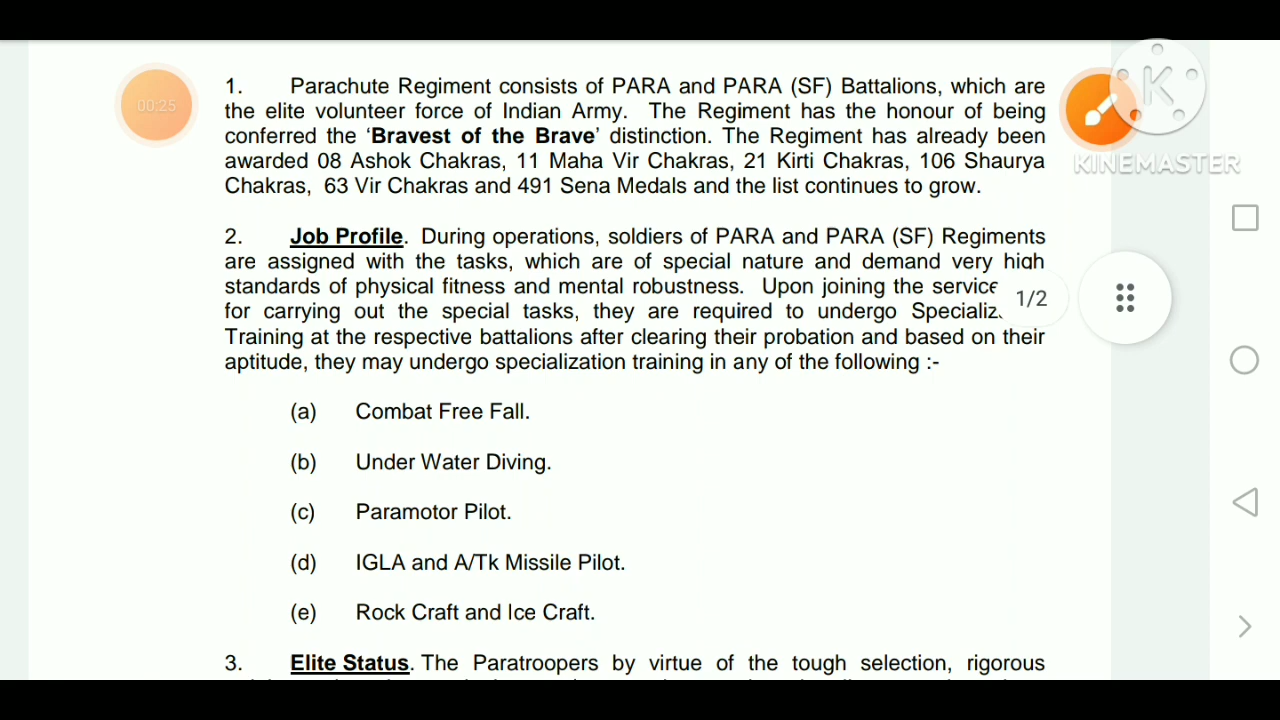 00:25
K
KINEMASTER
1. Parachute Regiment consists of PARA and PARA (SF) Battalions, which are
the elite volunteer force of Indian Army. The Regiment has the honour of being
conferred the ‘Bravest of the Brave’ distinction. The Regiment has already been
awarded 08 Ashok Chakras, 11 Maha Vir Chakras, 21 Kirti Chakras, 106 Shaurya
Chakras, 63 Vir Chakras and 491 Sena Medals and the list continues to grow.
2. Job Profile. During operations, soldiers of PARA and PARA (SF) Regiments
are assigned with the tasks, which are of special nature and demand very high
standards of physical fitness and mental robustness. Upon joining the service
for carrying out the special tasks, they are required to undergo
1/2
Training at the respective battalions after clearing their probation and based on their
aptitude, they may undergo specialization training in any of the following :-
(a) Combat Free Fall.
(b) Under Water Diving.
(c) Paramotor Pilot.
(d) IGLA and A/Tk Missile Pilot.
(e) Rock Craft and Ice Craft.
3. Elite Status. The Paratroopers by virtue of the tough selection, rigorous